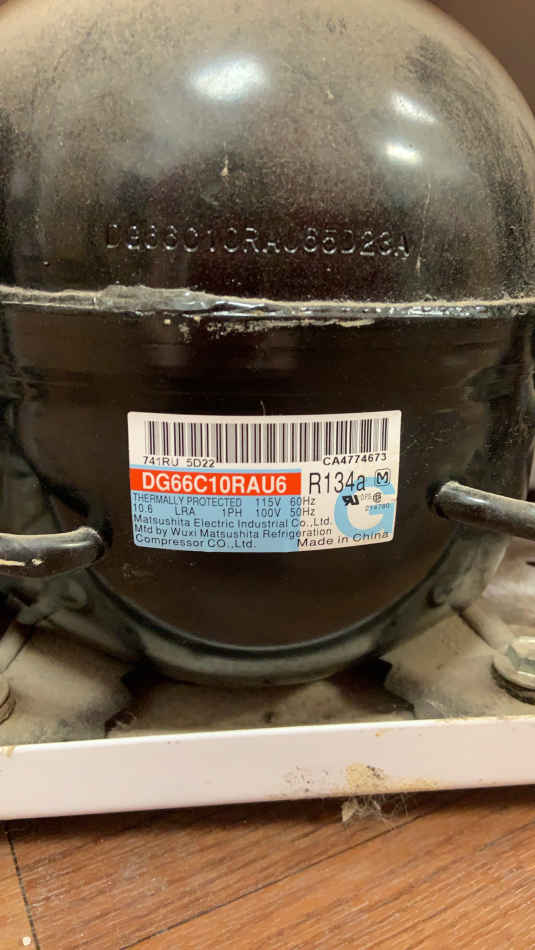 DG66C10RAU65D23A
741RU 5D22 CA4774673
DG66C10RAU6 R134a M
THERMALLY PROTECTED 115V 60Hz
10.6 LRA 1PH 100V 50Hz
Matsushita Electric Industrial Co.,Ltd.
Mfd by Wuxi Matsushita Refrigeration
Compressor CO.,Ltd. Made in China